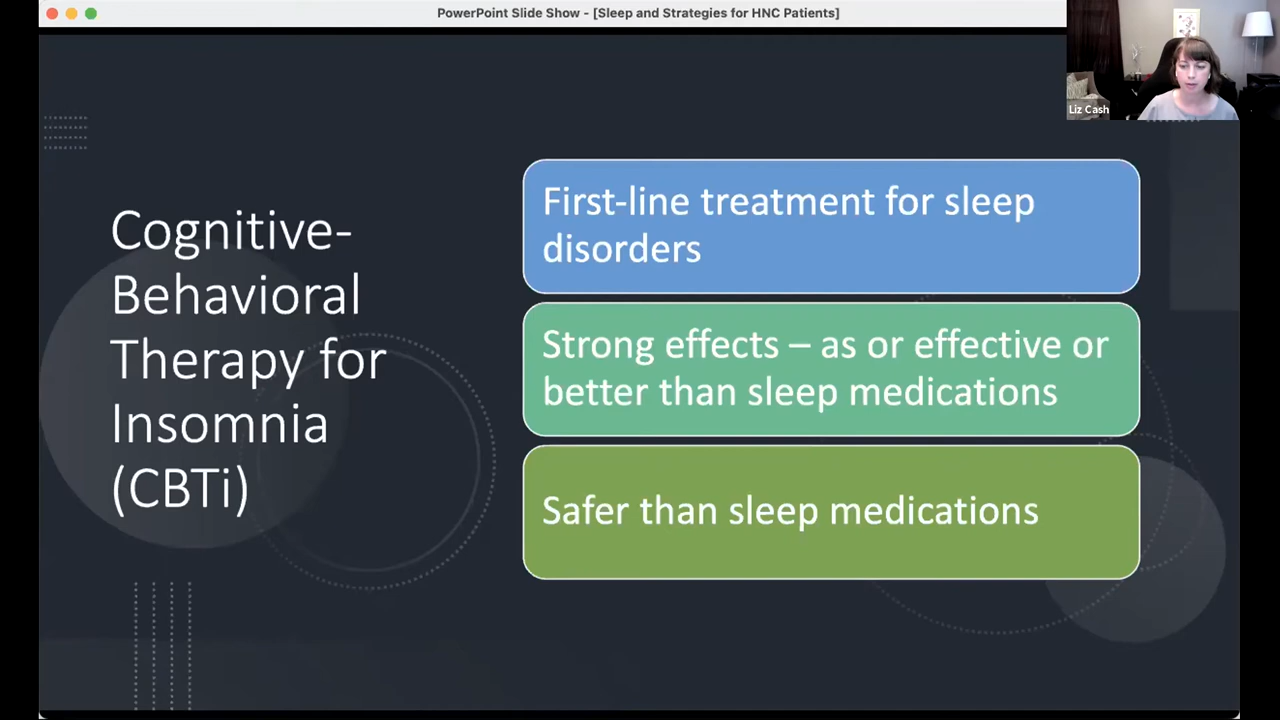 PowerPoint Slide Show - [Sleep and Strategies for HNC Patients]
Liz Cash
Cognitive-
Behavioral
Therapy for
Insomnia
(CBTi)
First-line treatment for sleep
disorders
Strong effects – as or effective or
better than sleep medications
Safer than sleep medications